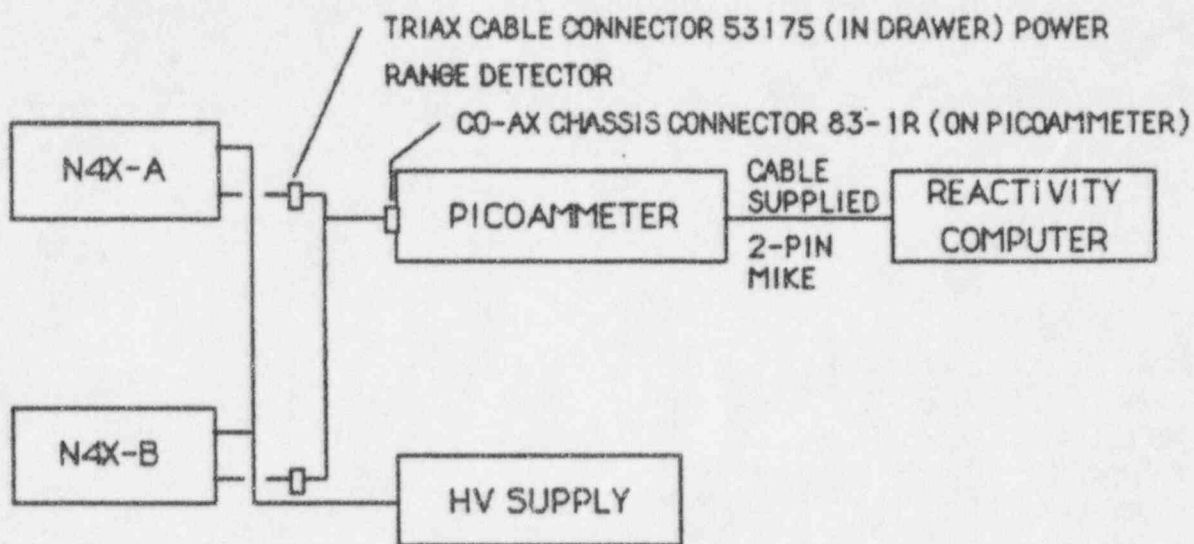 TRIAX CABLE CONNECTOR 53175 (IN DRAWER) POWER
RANGE DETECTOR
CO-AX CHASSIS CONNECTOR 83-1R (ON PICOAMMETER)
N4X-A
PICOAMMETER
CABLE
SUPPLIED
2-PIN
MIKE
REACTIVITY
COMPUTER
N4X-B
HV SUPPLY